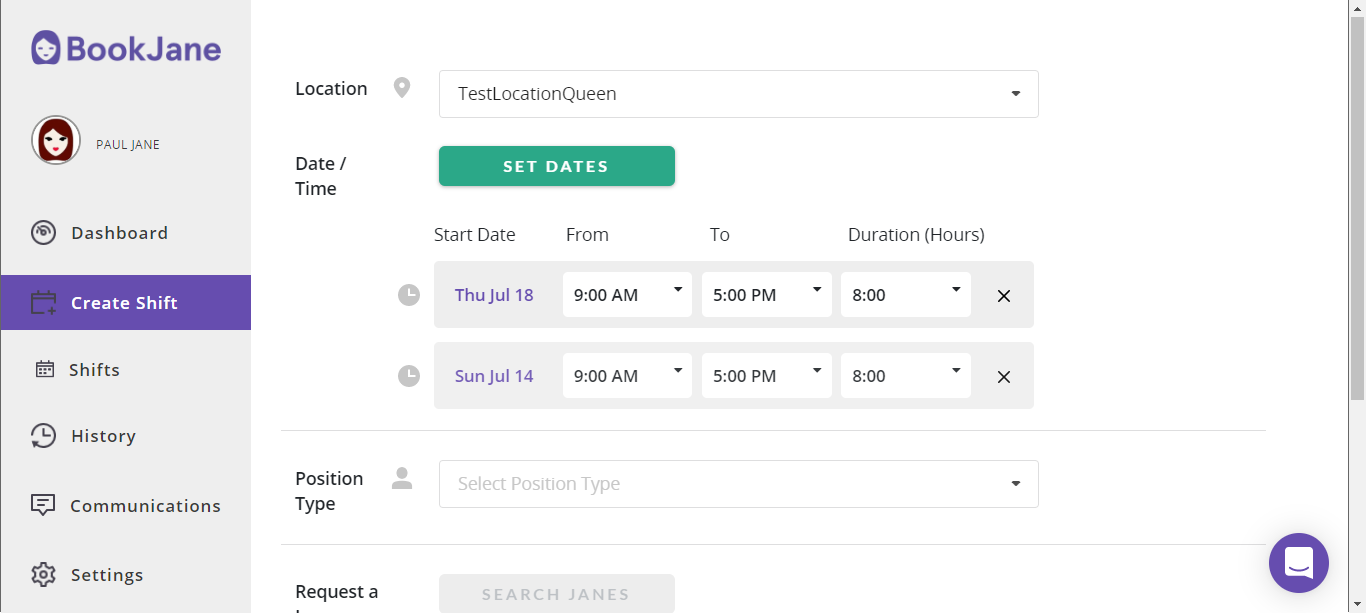 BookJane
PAUL JANE
Dashboard
Create Shift
Shifts
History
Communications
Settings
Location
TestLocationQueen
Date /
Time
SET DATES
Start Date From To Duration (Hours)
Thu Jul 18 9:00 AM 5:00 PM 8:00
Sun Jul 14 9:00 AM 5:00 PM 8:00
Position
Type
Select Position Type
Request a
SEARCH JANES